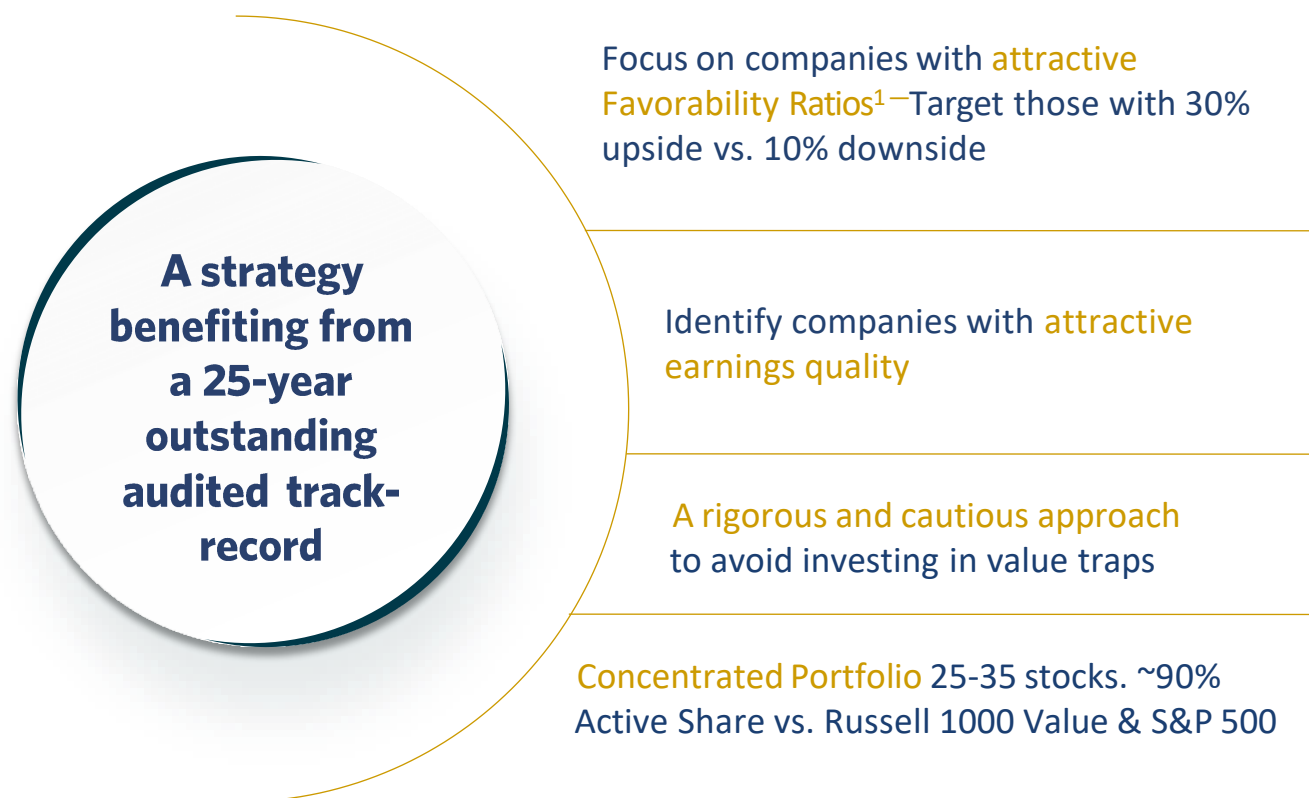 A strategy
benefiting from
a 25-year
outstanding
audited track-
record
Focus on companies with attractive
Favorability Ratios¹—Target those with 30%
upside vs. 10% downside
Identify companies with attractive
earnings quality
A rigorous and cautious approach
to avoid investing in value traps
Concentrated Portfolio 25-35 stocks. ~90%
Active Share vs. Russell 1000 Value & S&P 500